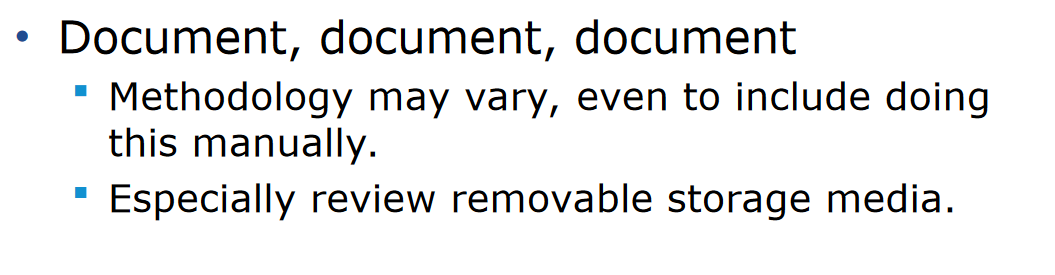 • Document, document, document
▪ Methodology may vary, even to include doing
this manually.
▪ Especially review removable storage media.